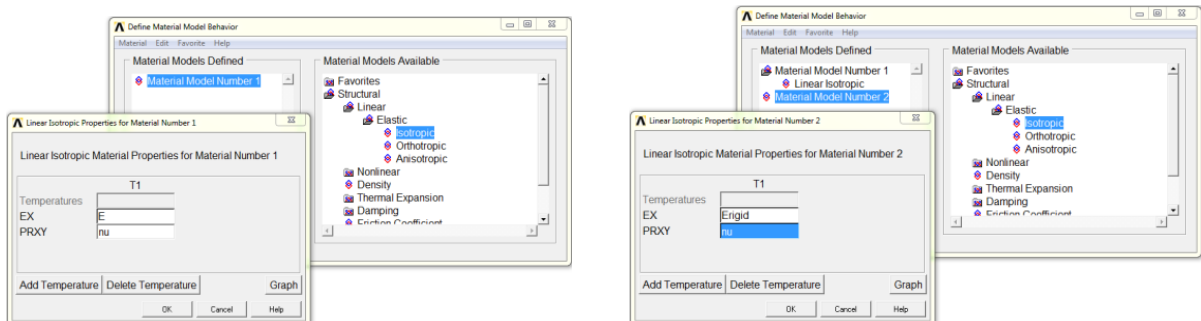 Define Material Model Behavior
Material Edit Favorite Help
Material Models Defined
Material Model Number 1
Material Models Available
Favorites
Structural
Linear
Elastic
Isotropic
Orthotropic
Anisotropic
Nonlinear
Density
Thermal Expansion
Damping
Friction Coefficient
Linear Isotropic Properties for Material Number 1
Linear Isotropic Material Properties for Material Number 1
T1
Temperatures
EX E
PRXY nu
Add Temperature Delete Temperature Graph
OK Cancel Help
Define Material Model Behavior
Material Edit Favorite Help
Material Models Defined
Material Model Number 1
Linear Isotropic
Material Model Number 2
Material Models Available
Favorites
Structural
Linear
Elastic
Isotropic
Orthotropic
Anisotropic
Nonlinear
Density
Thermal Expansion
Damping
Friction Coefficient
Linear Isotropic Properties for Material Number 2
Linear Isotropic Material Properties for Material Number 2
T1
Temperatures
EX Erigid
PRXY nu
Add Temperature Delete Temperature Graph
OK Cancel Help